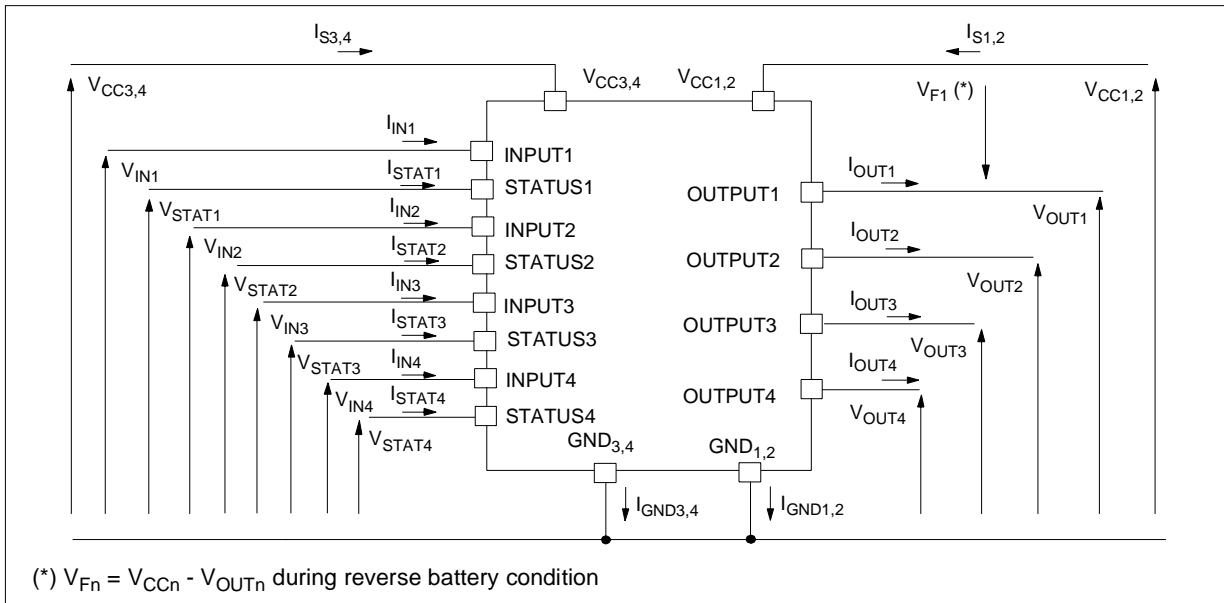 I_S3,4
I_S1,2
V_CC3,4
V_CC3,4
V_CC1,2
V_F1 (*)
V_CC1,2
I_IN1
V_IN1
INPUT1
I_STAT1
V_STAT1
STATUS1
I_IN2
V_IN2
INPUT2
I_STAT2
V_STAT2
STATUS2
I_IN3
V_IN3
INPUT3
I_STAT3
V_STAT3
STATUS3
I_IN4
V_IN4
INPUT4
I_STAT4
V_STAT4
STATUS4
OUTPUT1
I_OUT1
V_OUT1
OUTPUT2
I_OUT2
V_OUT2
OUTPUT3
I_OUT3
V_OUT3
OUTPUT4
I_OUT4
V_OUT4
GND_3,4
GND_1,2
I_GND3,4
I_GND1,2
(*) V_Fn = V_CCn - V_OUTn during reverse battery condition